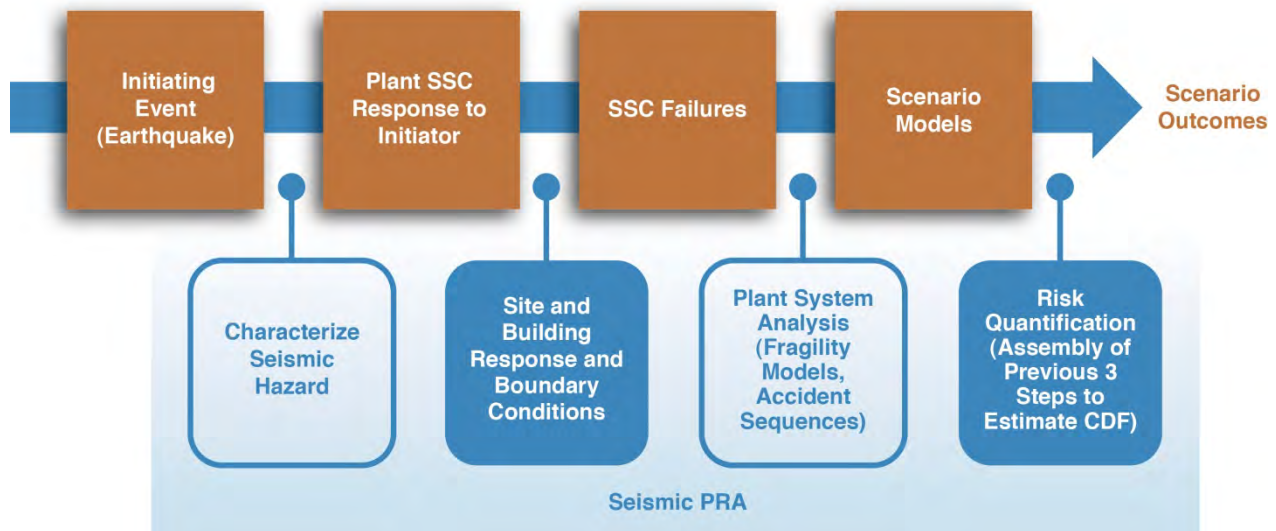 Initiating
Event
(Earthquake)
Plant SSC
Response to
Initiator
SSC Failures
Scenario
Models
Scenario
Outcomes
Characterize
Seismic
Hazard
Site and
Building
Response and
Boundary
Conditions
Plant System
Analysis
(Fragility
Models,
Accident
Sequences)
Risk
Quantification
(Assembly of
Previous 3
Steps to
Estimate CDF)
Seismic PRA